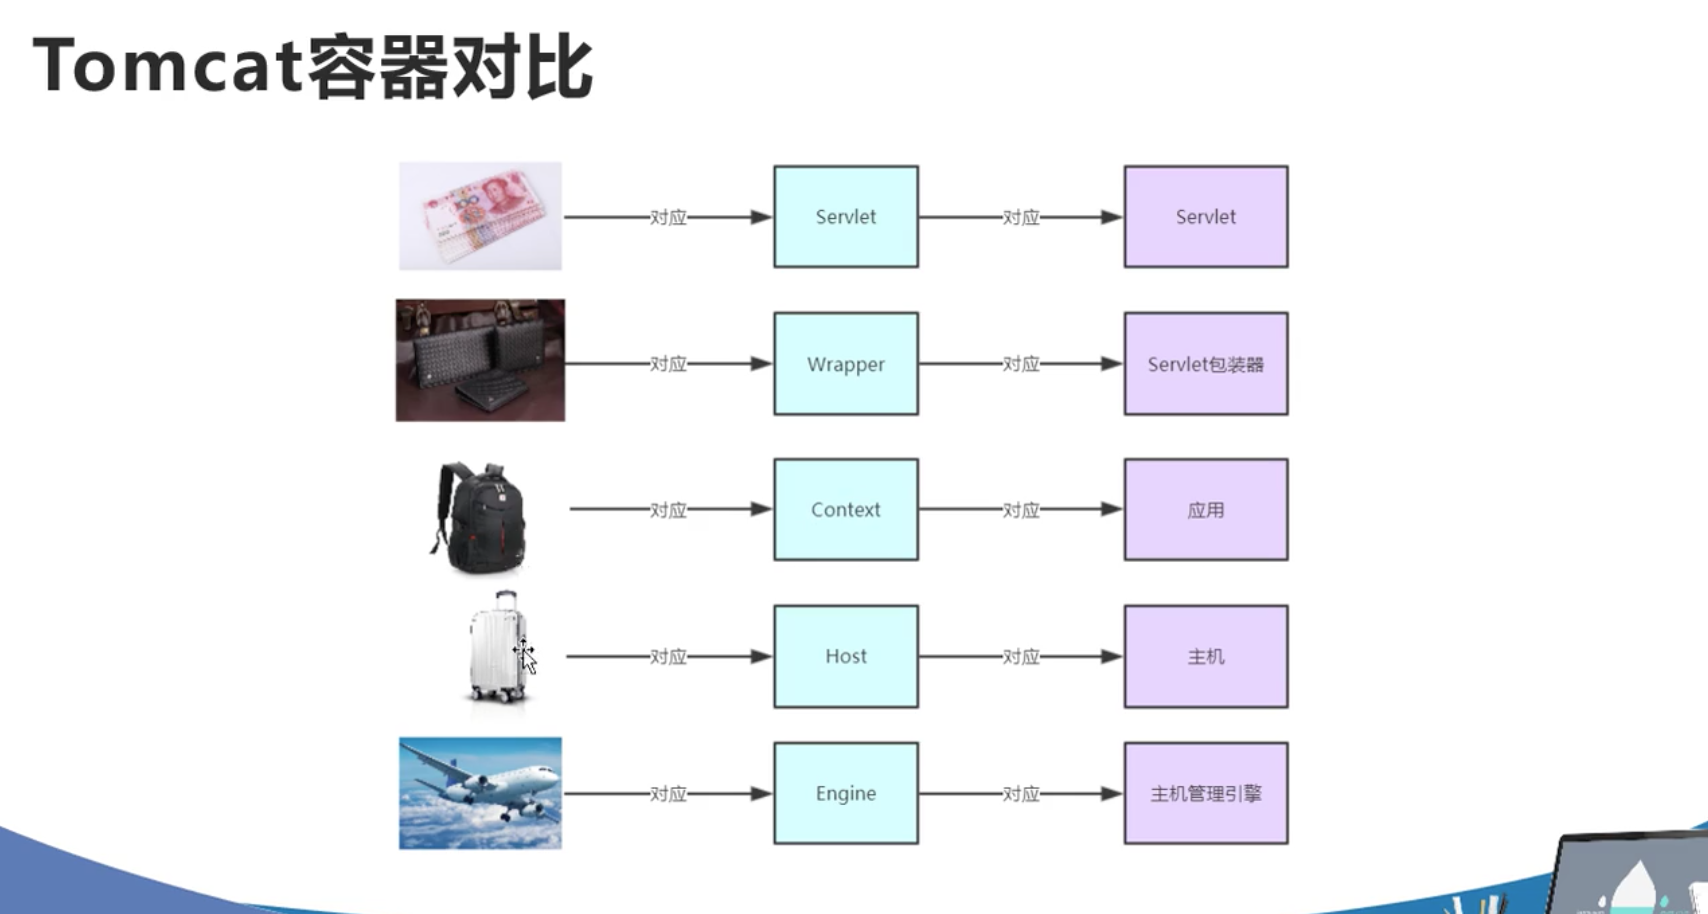 Tomcat容器对比
对应 Servlet 对应 Servlet
对应 Wrapper 对应 Servlet包装器
对应 Context 对应 应用
对应 Host 对应 主机
对应 Engine 对应 主机管理引擎